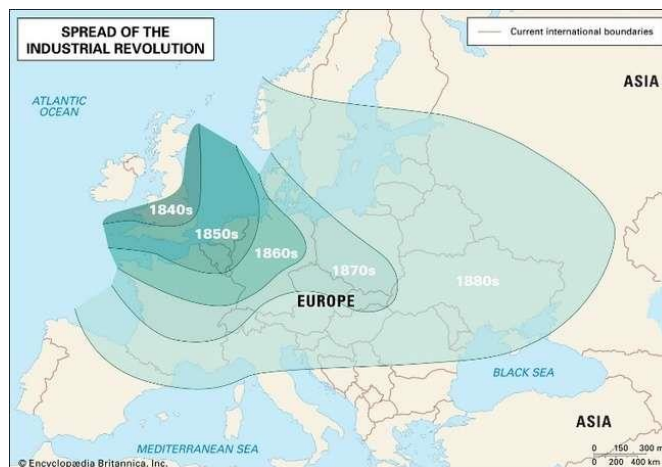 SPREAD OF THE
INDUSTRIAL REVOLUTION
Current international boundaries
ASIA
ATLANTIC
OCEAN
1840s
1850s
1860s
1870s
1880s
EUROPE
BLACK SEA
ASIA
MEDITERRANEAN SEA
0 150 300 m
0 200 400 km
© Encyclopædia Britannica, Inc.